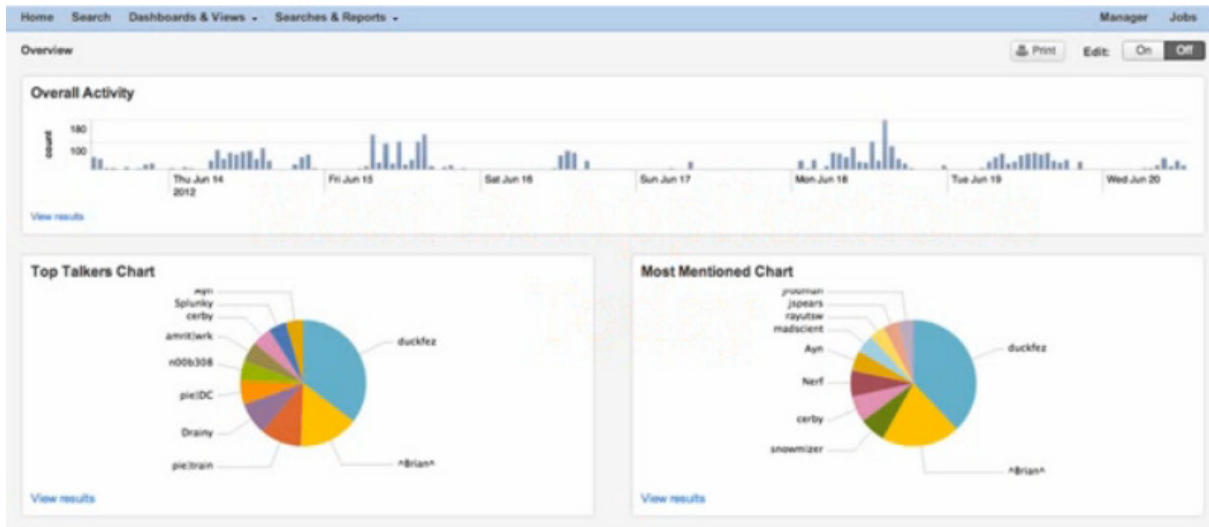 Home Search Dashboards & Views Searches & Reports Manager Jobs
Overview Print Edit: On Off
Overall Activity
count
180
100
Thu Jun 14
2012
Fri Jun 15
Sat Jun 16
Sun Jun 17
Mon Jun 18
Tue Jun 19
Wed Jun 20
View results
Top Talkers Chart
Ayn
Splunky
cerby
amrit|wrk
n00b308
pie|DC
Drainy
pie|train
^Brian^
duckfez
View results
Most Mentioned Chart
jspears
rayutsw
madscient
Ayn
Nerf
cerby
snowmizer
^Brian^
duckfez
View results